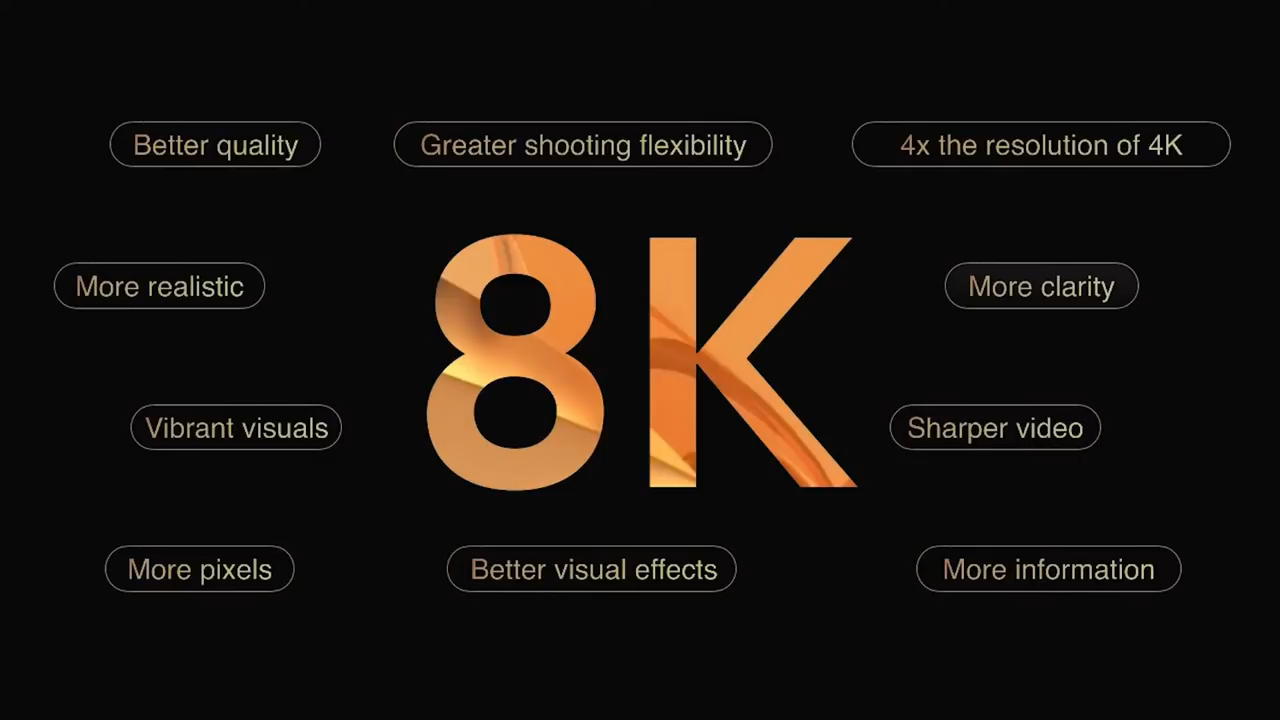 Better quality
Greater shooting flexibility
4x the resolution of 4K
More realistic
8K
More clarity
Vibrant visuals
Sharper video
More pixels
Better visual effects
More information